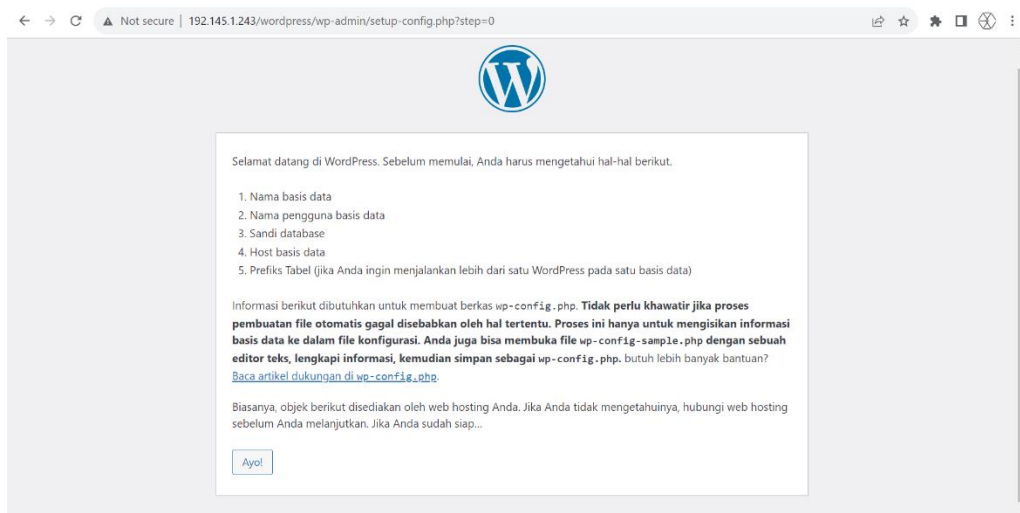 Not secure | 192.145.1.243/wordpress/wp-admin/setup-config.php?step=0
Selamat datang di WordPress. Sebelum memulai, Anda harus mengetahui hal-hal berikut.
1. Nama basis data
2. Nama pengguna basis data
3. Sandi database
4. Host basis data
5. Prefiks Tabel (jika Anda ingin menjalankan lebih dari satu WordPress pada satu basis data)
Informasi berikut dibutuhkan untuk membuat berkas wp-config.php. Tidak perlu khawatir jika proses
pembuatan file otomatis gagal disebabkan oleh hal tertentu. Proses ini hanya untuk mengisikan informasi
basis data ke dalam file konfigurasi. Anda juga bisa membuka file wp-config-sample.php dengan sebuah
editor teks, lengkapi informasi, kemudian simpan sebagai wp-config.php. butuh lebih banyak bantuan?
Baca artikel dukungan di wp-config.php.
Biasanya, objek berikut disediakan oleh web hosting Anda. Jika Anda tidak mengetahuinya, hubungi web hosting
sebelum Anda melanjutkan. Jika Anda sudah siap...
Ayo!